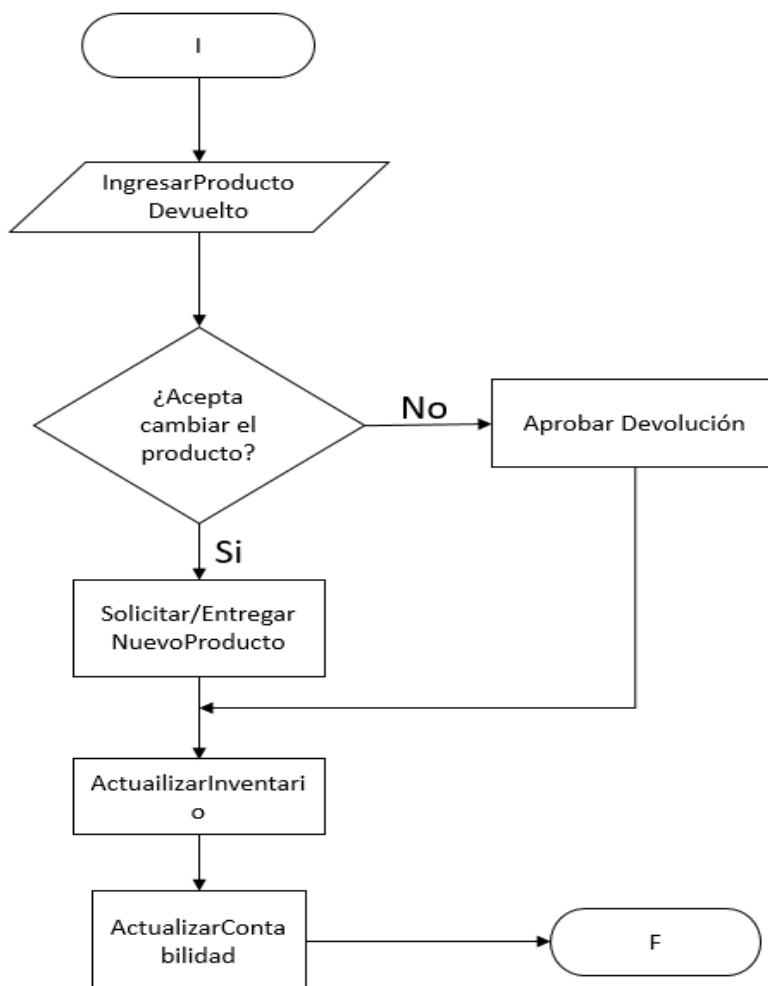 I
IngresarProducto
Devuelto
¿Acepta
cambiar el
producto?
No
Aprobar Devolución
Si
Solicitar/Entregar
NuevoProducto
ActuailizarInventari
o
ActualizarConta
bilidad
F